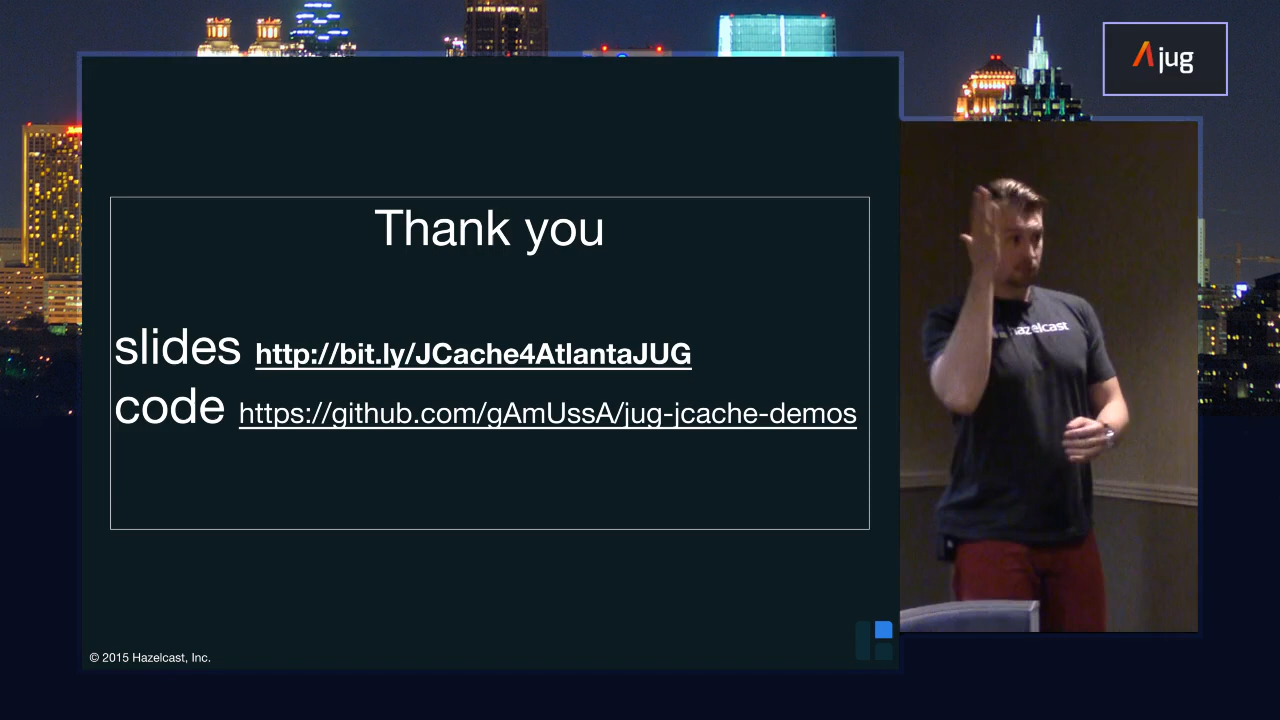 jug
Thank you
slides http://bit.ly/JCache4AtlantaJUG
code https://github.com/gAmUssA/jug-jcache-demos
hazelcast
© 2015 Hazelcast, Inc.